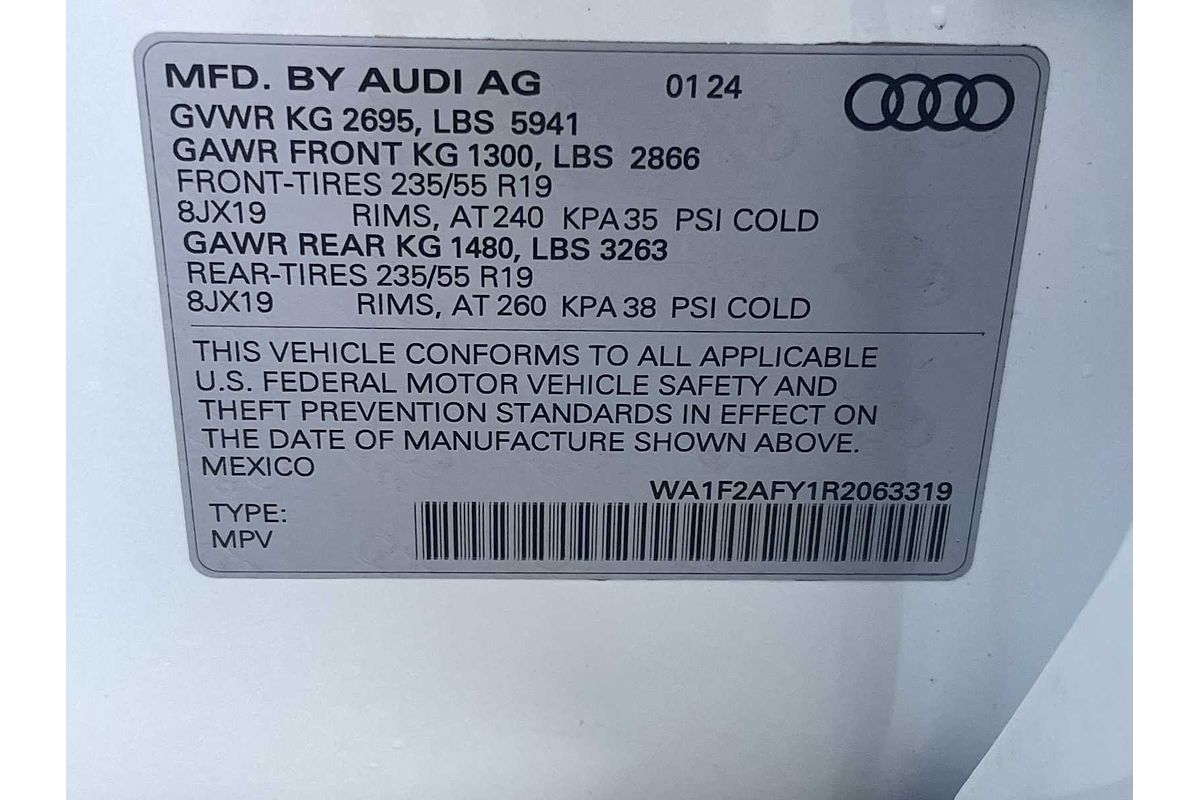 MFD. BY AUDI AG 01 24
GVWR KG 2695, LBS 5941
GAWR FRONT KG 1300, LBS 2866
FRONT-TIRES 235/55 R19
8JX19 RIMS, AT 240 KPA 35 PSI COLD
GAWR REAR KG 1480, LBS 3263
REAR-TIRES 235/55 R19
8JX19 RIMS, AT 260 KPA 38 PSI COLD
THIS VEHICLE CONFORMS TO ALL APPLICABLE
U.S. FEDERAL MOTOR VEHICLE SAFETY AND
THEFT PREVENTION STANDARDS IN EFFECT ON
THE DATE OF MANUFACTURE SHOWN ABOVE.
MEXICO
WA1F2AFY1R2063319
TYPE:
MPV